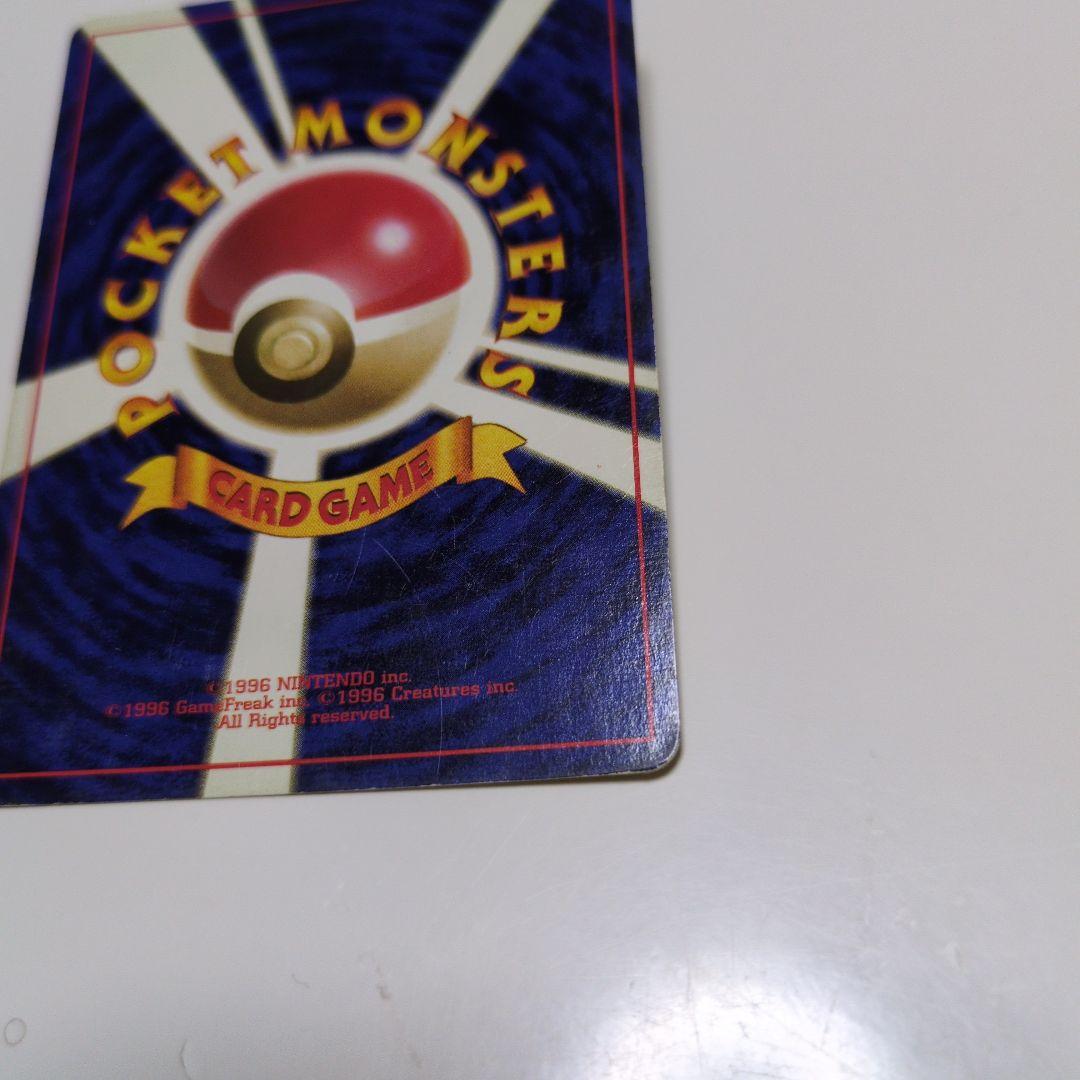 POCKET MONSTERS
CARD GAME
©1996 NINTENDO inc.
©1996 GameFreak inc. ©1996 Creatures inc.
All Rights reserved.